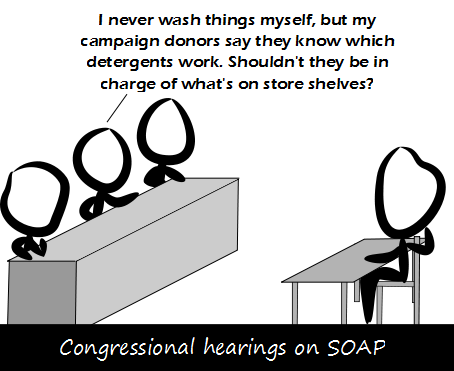 I never wash things myself, but my
campaign donors say they know which
detergents work. Shouldn't they be in
charge of what's on store shelves?
Congressional hearings on SOAP